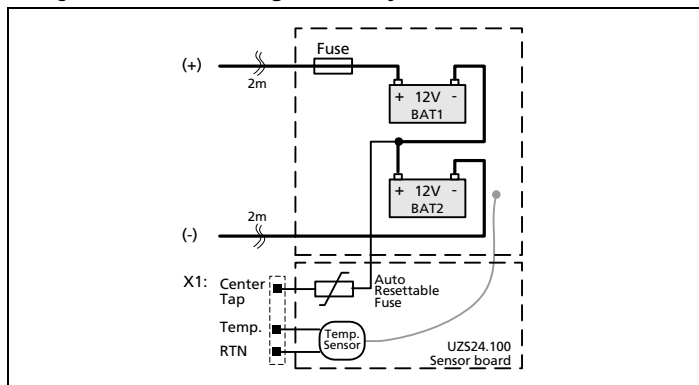 Fuse
(+)
2m
+ 12V -
BAT1
+ 12V -
BAT2
2m
(-)
X1:
Center
Tap
Auto
Resettable
Fuse
Temp.
RTN
Temp.
Sensor
UZS24.100
Sensor board